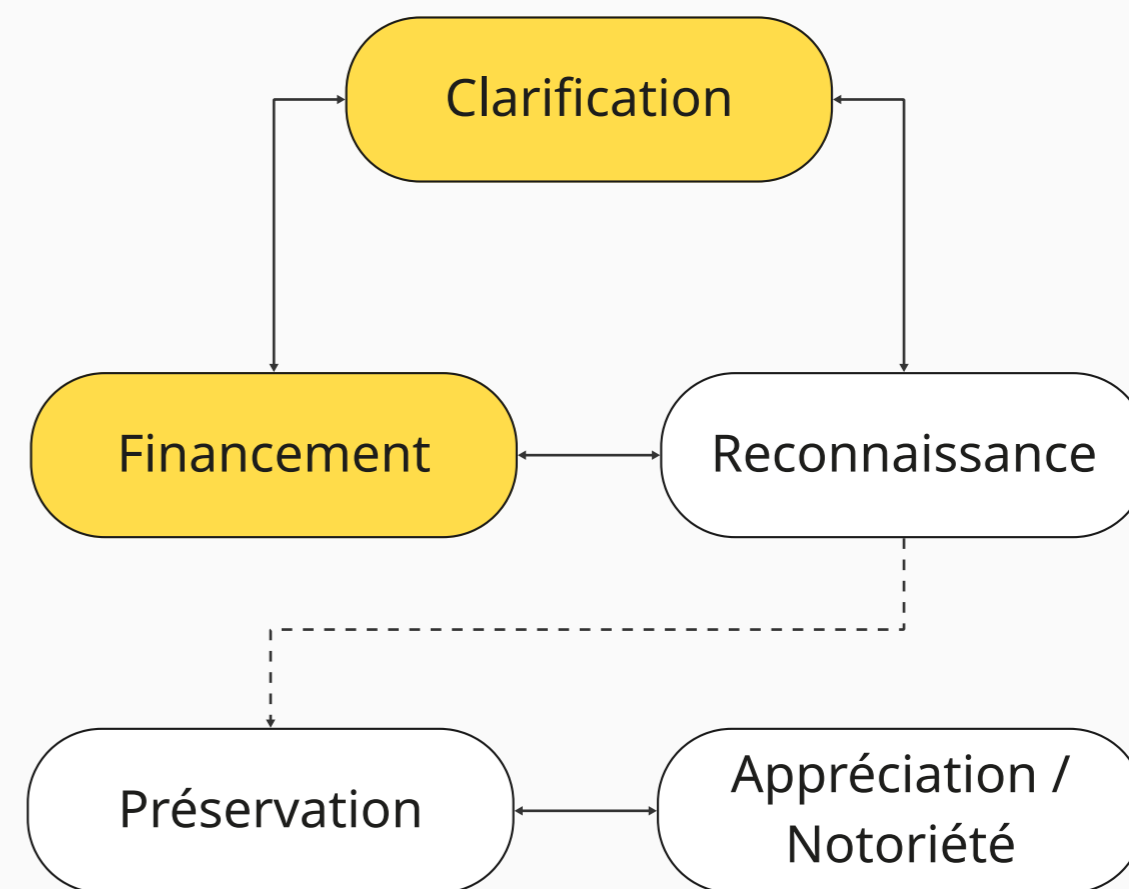 Clarification
Financement
Reconnaissance
Préservation
Appréciation /
Notoriété